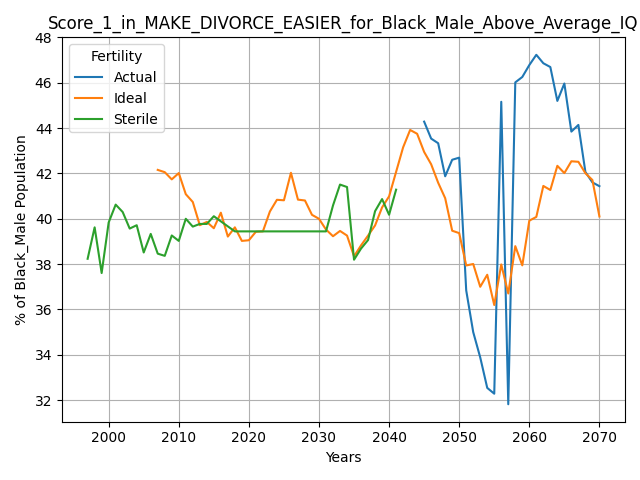 Score_1_in_MAKE_DIVORCE_EASIER_for_Black_Male_Above_Average_IQ
48
46
44
42
40
38
36
34
32
% of Black_Male Population
Fertility
Actual
Ideal
Sterile
2000 2010 2020 2030 2040 2050 2060 2070
Years